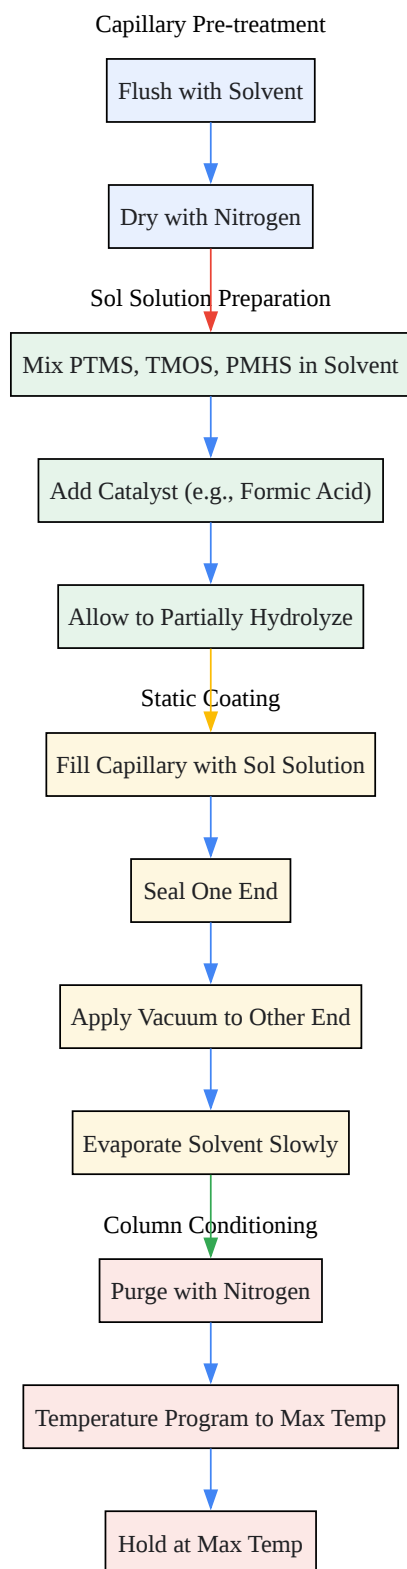 Capillary Pre-treatment
Flush with Solvent
Dry with Nitrogen
Sol Solution Preparation
Mix PTMS, TMOS, PMHS in Solvent
Add Catalyst (e.g., Formic Acid)
Allow to Partially Hydrolyze
Static Coating
Fill Capillary with Sol Solution
Seal One End
Apply Vacuum to Other End
Evaporate Solvent Slowly
Column Conditioning
Purge with Nitrogen
Temperature Program to Max Temp
Hold at Max Temp